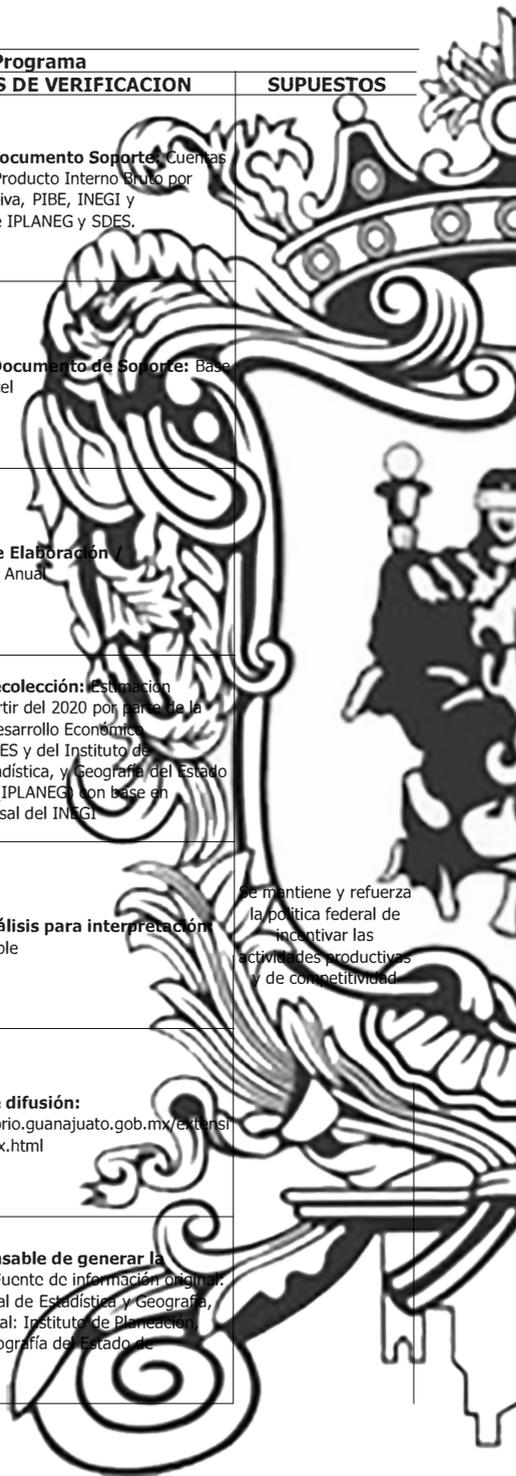 Programa
S DE VERIFICACION
SUPUESTOS
ocumento Soporte: Cuentas
Producto Interno Bruto por
iva, PIBE, INEGI y
e IPLANEG y SDES.
Documento de Soporte: Base
cel
e Elaboración /
Anual
ecolección: Estimación
rtir del 2020 por parte de la
esarrollo Económico
ES y del Instituto de
adística, y Geografía del Estado
(IPLANEG) con base en
sal del INEGI
álisis para interpretación:
ble
e difusión:
orio.guanajuato.gob.mx/extensi
x.html
nsable de generar la
Fuente de información original:
al de Estadística y Geografía,
al: Instituto de Planeación,
ografía del Estado de
Se mantiene y refuerza
la politica federal de
incentivar las
actividades productivas
y de competitividad